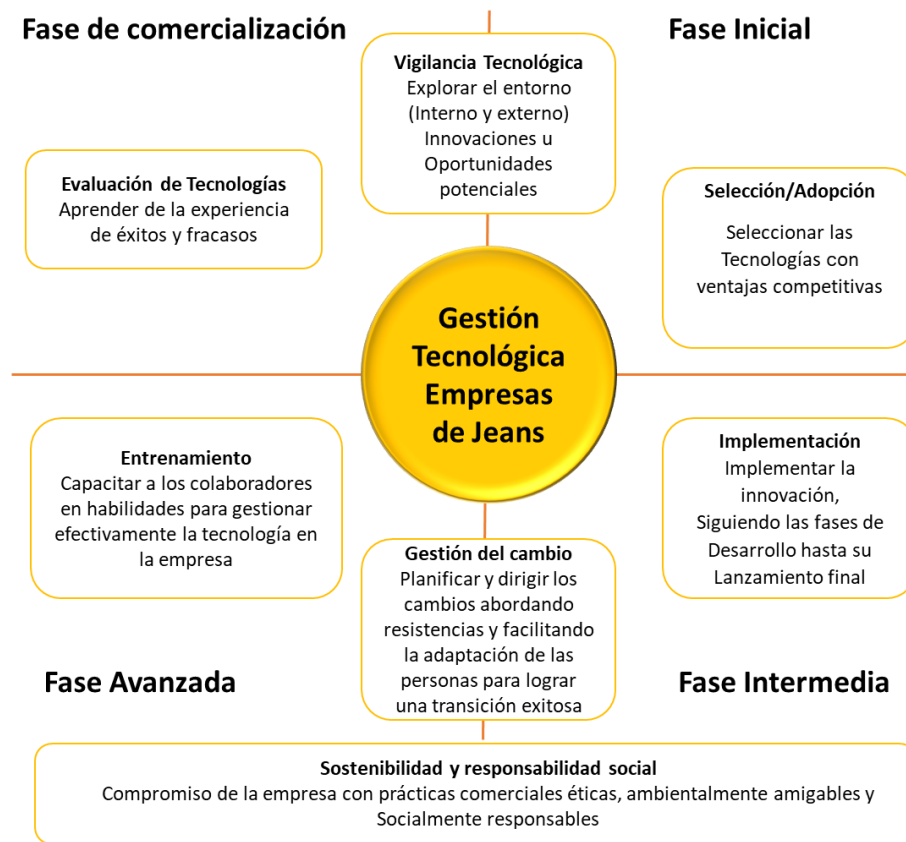 Fase de comercialización
Fase Inicial
Vigilancia Tecnológica
Explorar el entorno
(Interno y externo)
Innovaciones u
Oportunidades
potenciales
Evaluación de Tecnologías
Aprender de la experiencia
de éxitos y fracasos
Selección/Adopción
Seleccionar las
Tecnologías con
ventajas competitivas
Gestión
Tecnológica
Empresas
de Jeans
Entrenamiento
Capacitar a los colaboradores
en habilidades para gestionar
efectivamente la tecnología en
la empresa
Implementación
Implementar la
innovación,
Siguiendo las fases de
Desarrollo hasta su
Lanzamiento final
Gestión del cambio
Planificar y dirigir los
cambios abordando
resistencias y facilitando
la adaptación de las
personas para lograr
una transición exitosa
Fase Avanzada
Fase Intermedia
Sostenibilidad y responsabilidad social
Compromiso de la empresa con prácticas comerciales éticas, ambientalmente amigables y
Socialmente responsables